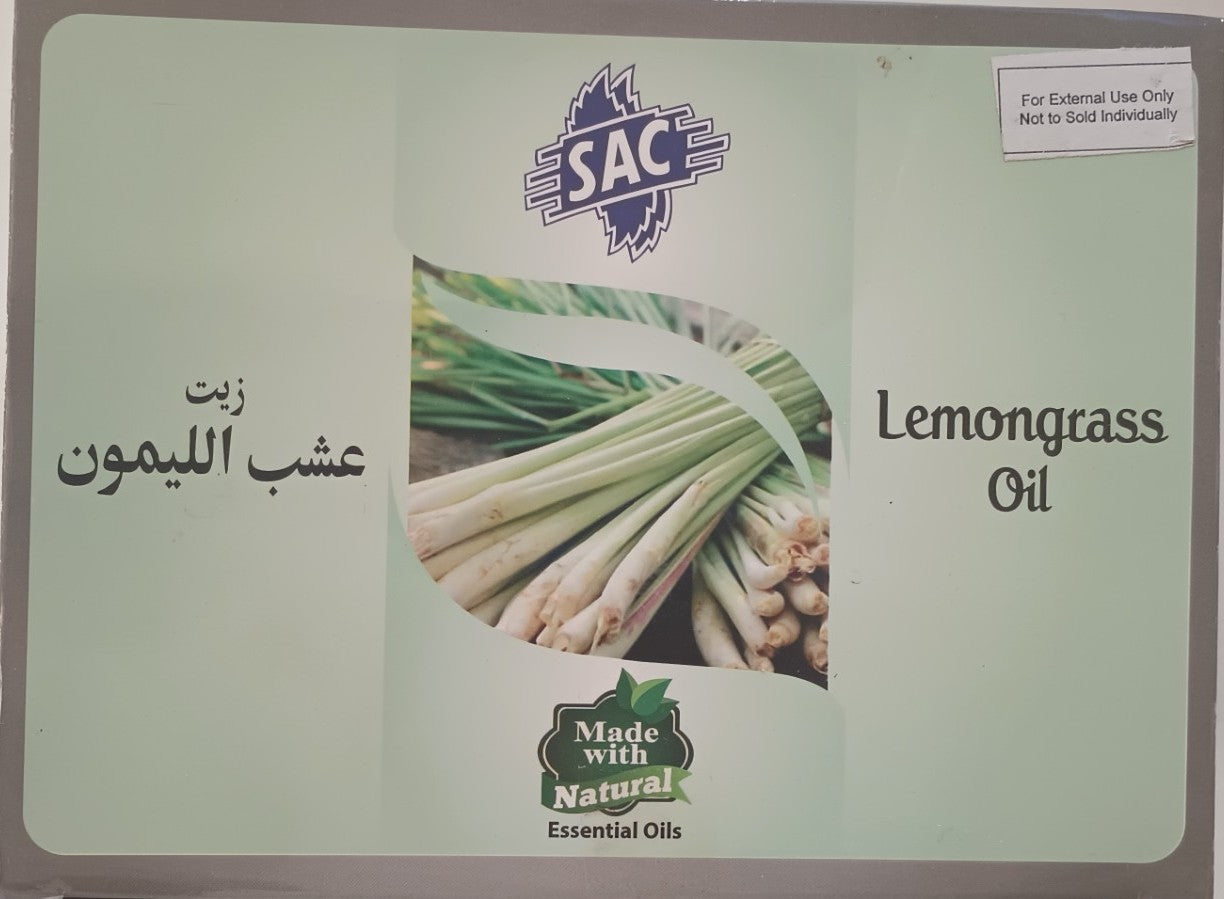 SAC
For External Use Only
Not to Sold Individually
زيت
عشب الليمون
Lemongrass
Oil
Made
with
Natural
Essential Oils